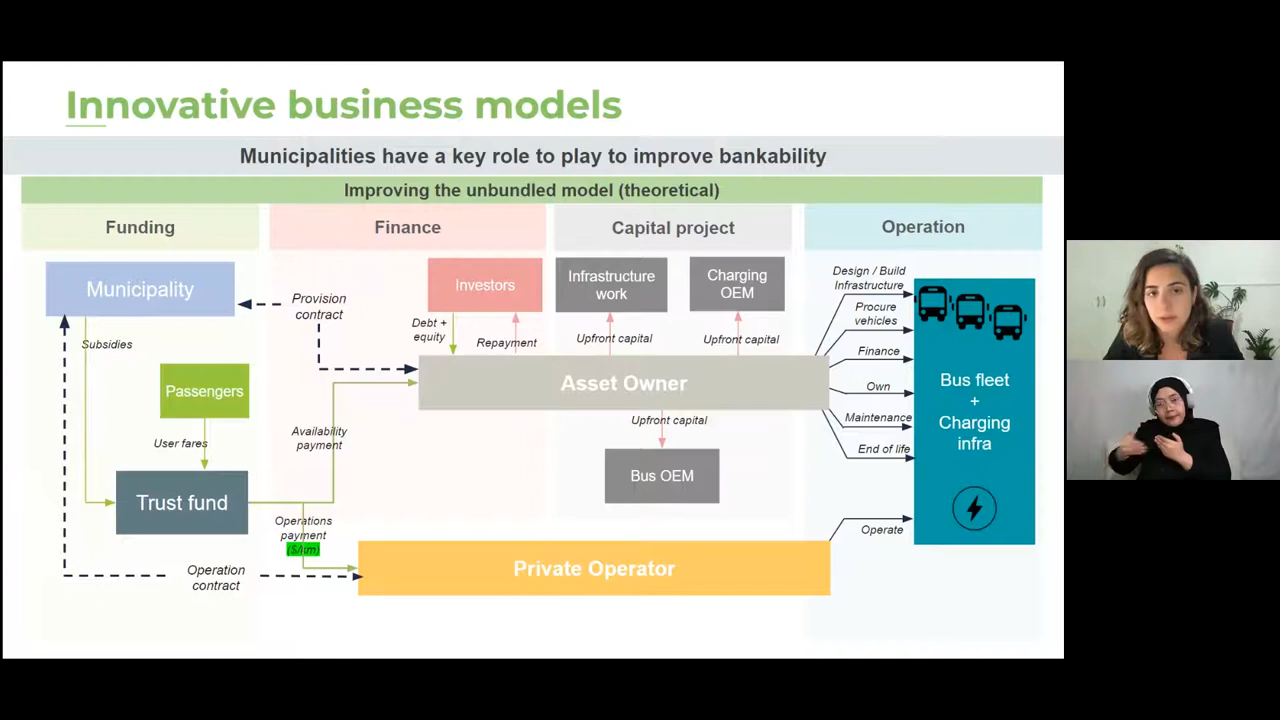 Innovative business models
Municipalities have a key role to play to improve bankability
Improving the unbundled model (theoretical)
Funding
Finance
Capital project
Operation
Municipality
Provision
contract
Investors
Infrastructure
work
Charging
OEM
Design / Build
Infrastructure
Procure
vehicles
Finance
Own
Maintenance
End of life
Subsidies
Debt +
equity
Repayment
Upfront capital
Upfront capital
Passengers
Asset Owner
Bus fleet
+
Charging
infra
User fares
Availability
payment
Upfront capital
Bus OEM
Trust fund
Operations
payment
($/km)
Operate
Operation
contract
Private Operator